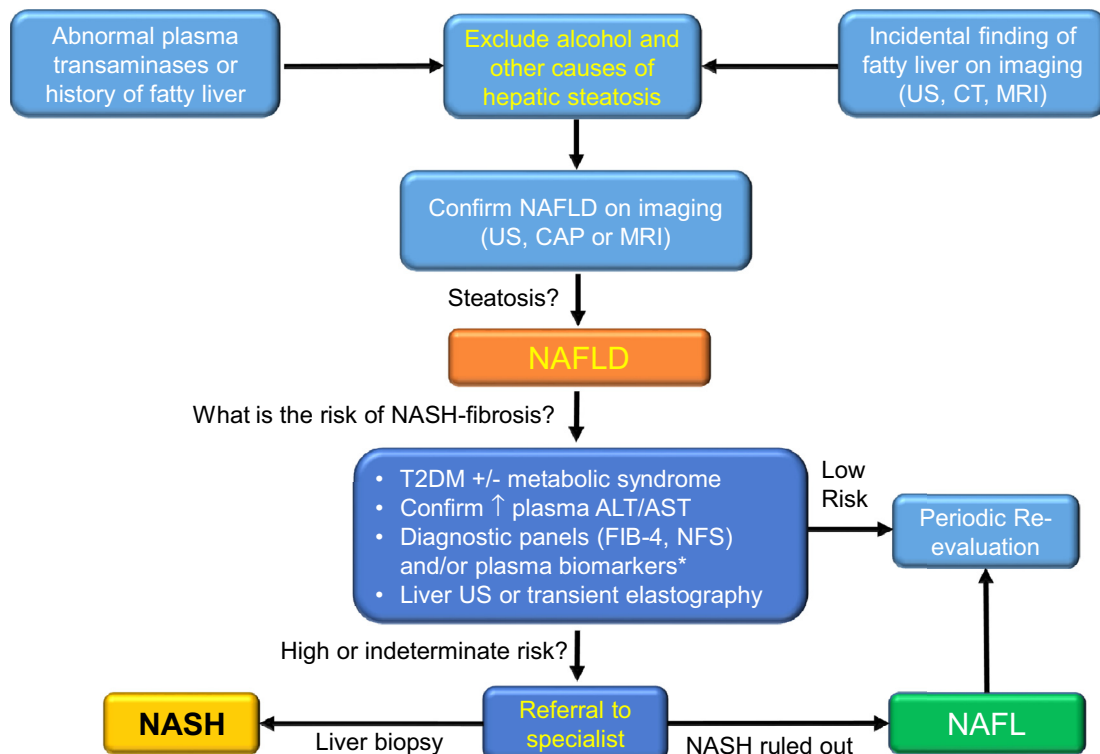 Abnormal plasma
transaminases or
history of fatty liver
Exclude alcohol and
other causes of
hepatic steatosis
Incidental finding of
fatty liver on imaging
(US, CT, MRI)
Confirm NAFLD on imaging
(US, CAP or MRI)
Steatosis?
NAFLD
What is the risk of NASH-fibrosis?
• T2DM +/- metabolic syndrome
• Confirm ↑ plasma ALT/AST
• Diagnostic panels (FIB-4, NFS)
and/or plasma biomarkers*
• Liver US or transient elastography
Low
Risk
Periodic Re-
evaluation
High or indeterminate risk?
NASH
Liver biopsy
Referral to
specialist
NASH ruled out
NAFL